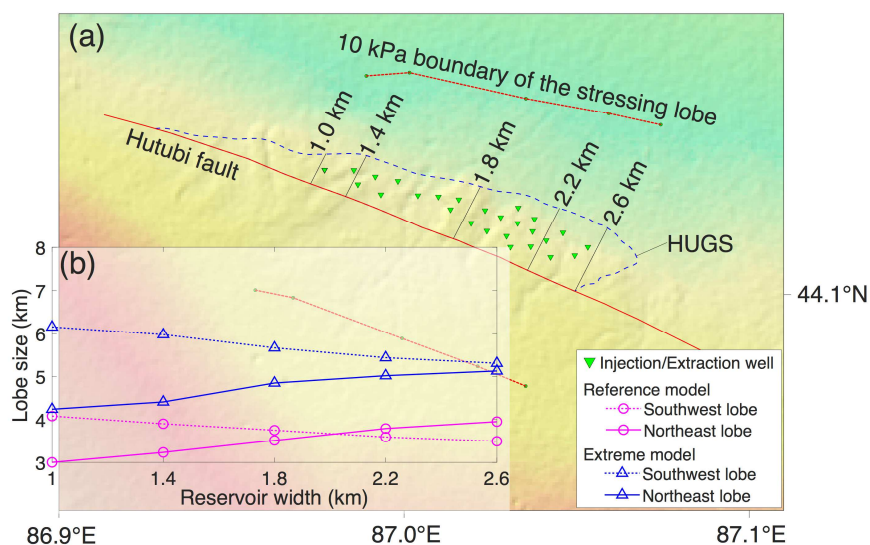 (a)
10 kPa boundary of the stressing lobe
Hutubi fault
1.0 km
1.4 km
1.8 km
2.2 km
2.6 km
HUGS
44.1°N
(b)
Lobe size (km)
8
7
6
5
4
3
1
1.4
1.8
2.2
2.6
Reservoir width (km)
Injection/Extraction well
Reference model
Southwest lobe
Northeast lobe
Extreme model
Southwest lobe
Northeast lobe
86.9°E
87.0°E
87.1°E